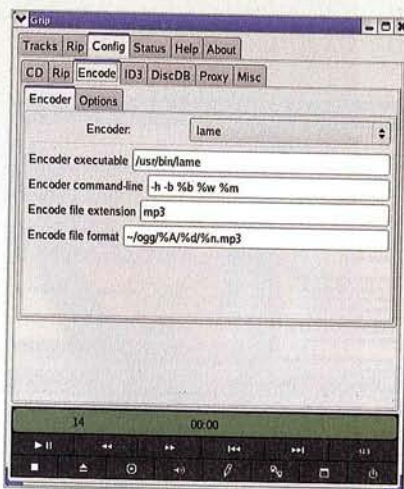 Grip
Tracks Rip Config Status Help About
CD Rip Encode ID3 DiscDB Proxy Misc
Encoder Options
Encoder: lame
Encoder executable /usr/bin/lame
Encoder command-line -h -b %b %w %m
Encode file extension mp3
Encode file format ~/ogg/%A/%d/%n.mp3
14 00:00